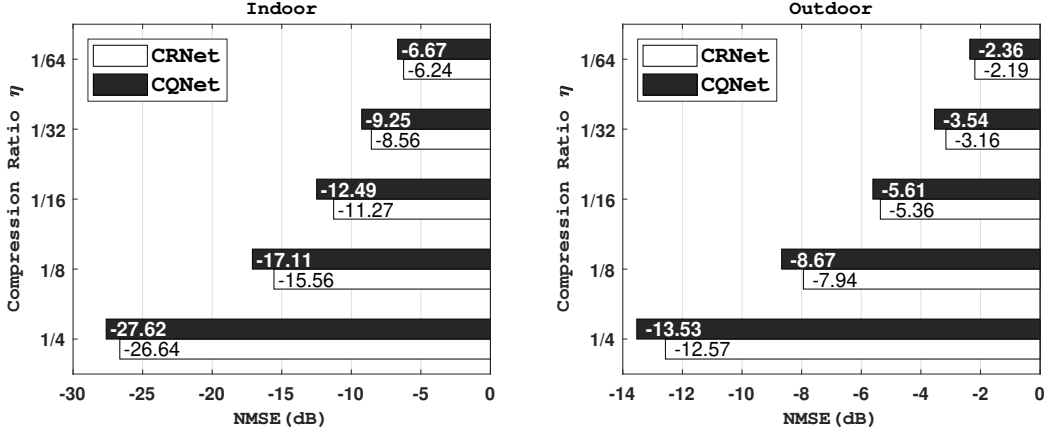 Indoor
CRNet
CQNet
Compression Ratio η
1/64
1/32
1/16
1/8
1/4
-6.67
-6.24
-9.25
-8.56
-12.49
-11.27
-17.11
-15.56
-27.62
-26.64
-30 -25 -20 -15 -10 -5 0
NMSE(dB)
Outdoor
CRNet
CQNet
Compression Ratio η
1/64
1/32
1/16
1/8
1/4
-2.36
-2.19
-3.54
-3.16
-5.61
-5.36
-8.67
-7.94
-13.53
-12.57
-14 -12 -10 -8 -6 -4 -2 0
NMSE(dB)